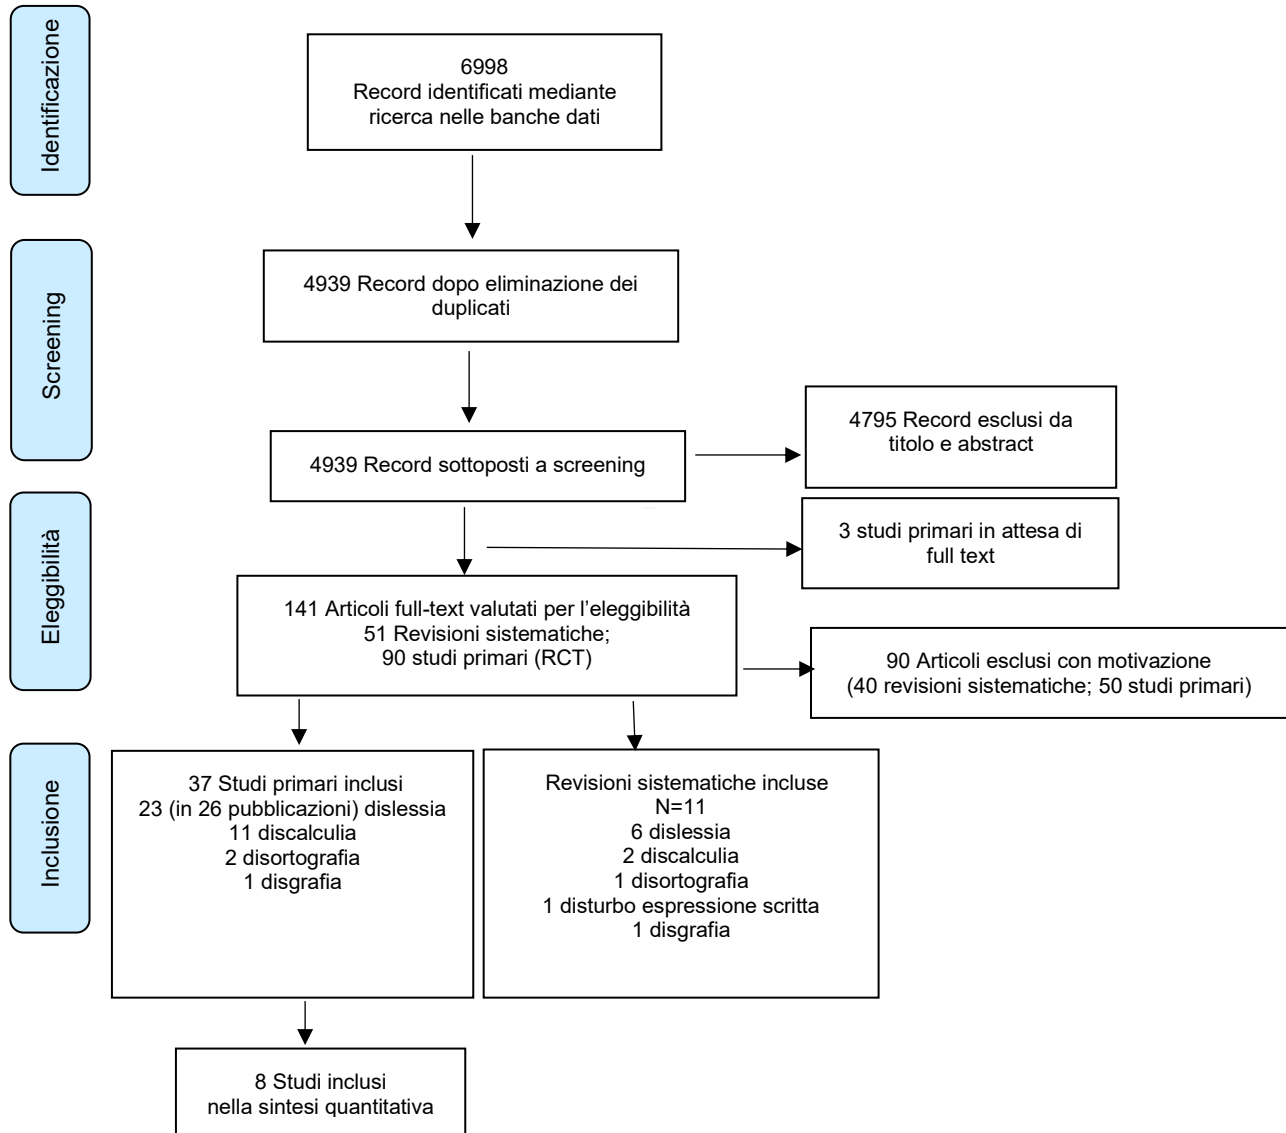 Identificazione
6998
Record identificati mediante
ricerca nelle banche dati
Screening
4939 Record dopo eliminazione dei
duplicati
4939 Record sottoposti a screening
4795 Record esclusi da
titolo e abstract
Eleggibilità
3 studi primari in attesa di
full text
141 Articoli full-text valutati per l’eleggibilità
51 Revisioni sistematiche;
90 studi primari (RCT)
90 Articoli esclusi con motivazione
(40 revisioni sistematiche; 50 studi primari)
Inclusione
37 Studi primari inclusi
23 (in 26 pubblicazioni) dislessia
11 discalculia
2 disortografia
1 disgrafia
Revisioni sistematiche incluse
N=11
6 dislessia
2 discalculia
1 disortografia
1 disturbo espressione scritta
1 disgrafia
8 Studi inclusi
nella sintesi quantitativa